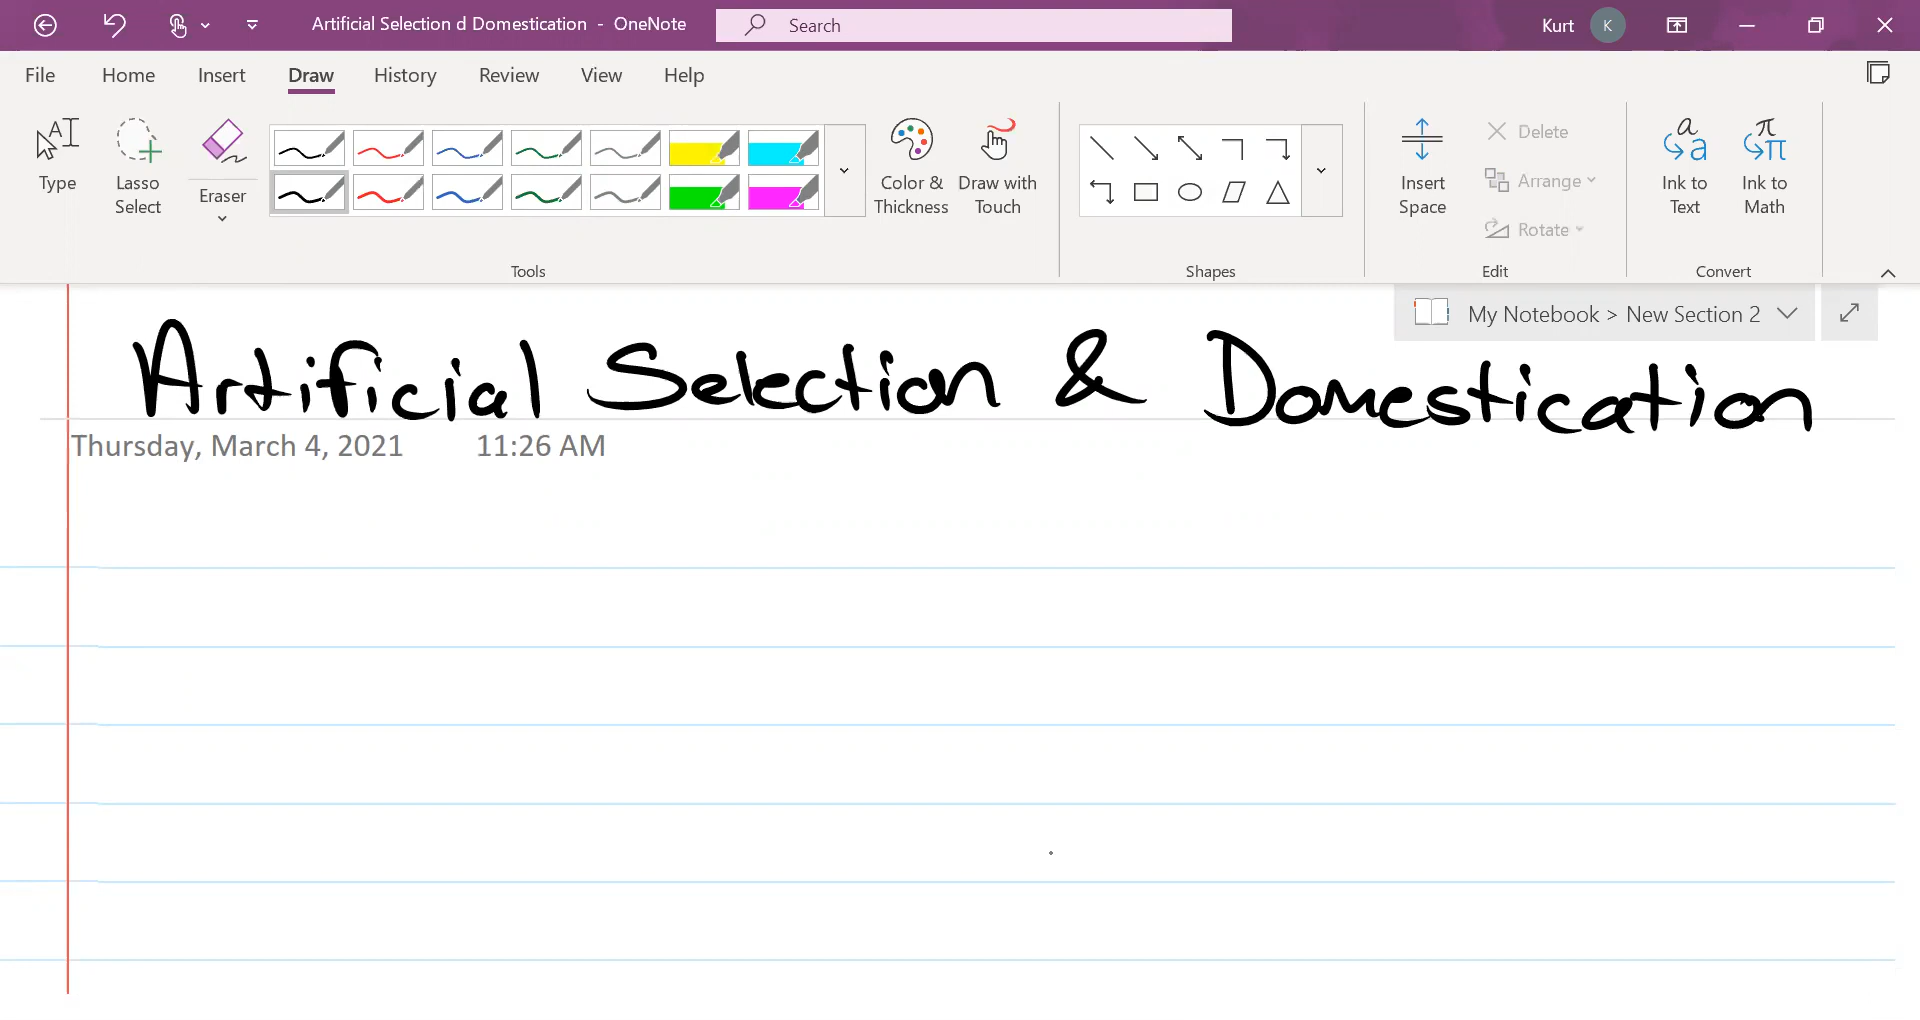 Artificial Selection d Domestication - OneNote
Search
Kurt K
File Home Insert Draw History Review View Help
Type
Lasso Select
Eraser
Color & Thickness
Draw with Touch
Insert Space
Delete
Arrange
Rotate
Ink to Text
Ink to Math
Tools Shapes Edit Convert
My Notebook > New Section 2
Artificial Selection & Domestication
Thursday, March 4, 2021 11:26 AM